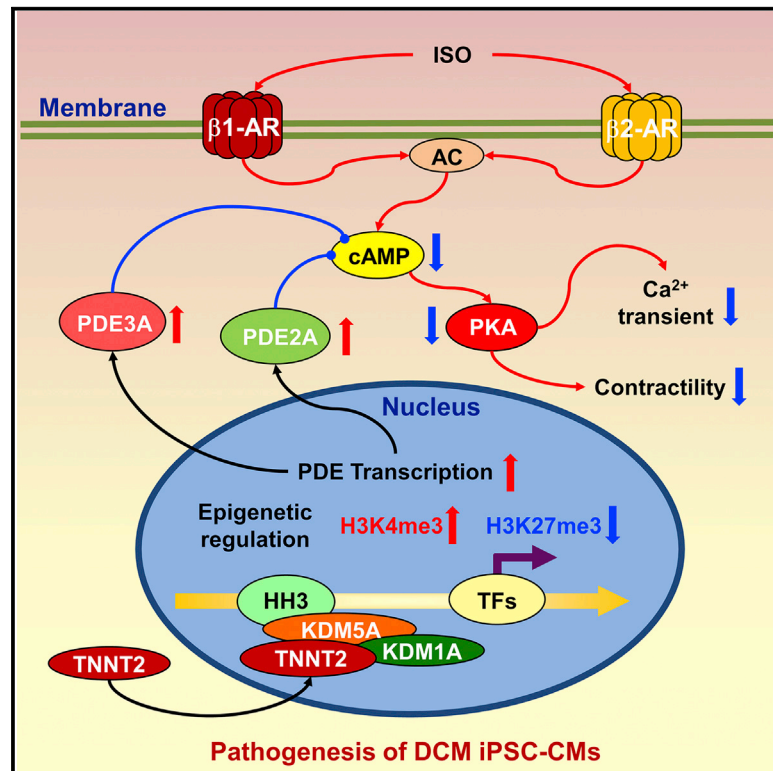 ISO
Membrane
β1-AR
β2-AR
AC
cAMP
PDE3A
PDE2A
PKA
Ca²⁺
transient
Contractility
Nucleus
PDE Transcription
Epigenetic
regulation
H3K4me3
H3K27me3
HH3
TFs
KDM5A
TNNT2
KDM1A
TNNT2
Pathogenesis of DCM iPSC-CMs